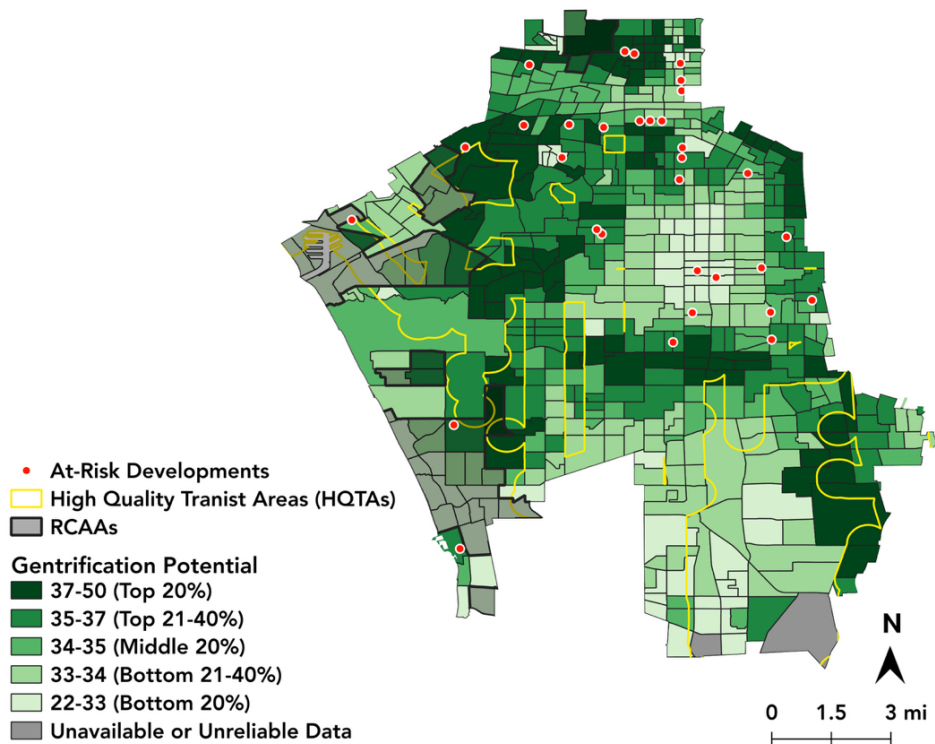 At-Risk Developments
High Quality Tranist Areas (HQTAs)
RCAAs
Gentrification Potential
37-50 (Top 20%)
35-37 (Top 21-40%)
34-35 (Middle 20%)
33-34 (Bottom 21-40%)
22-33 (Bottom 20%)
Unavailable or Unreliable Data
N
0 1.5 3 mi